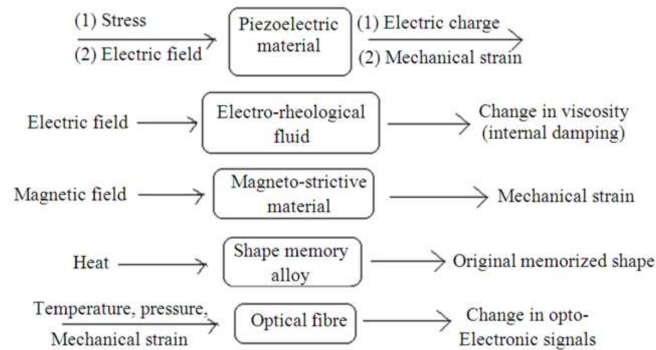 (1) Stress
(2) Electric field
Piezoelectric
material
(1) Electric charge
(2) Mechanical strain
Electric field
Electro-rheological
fluid
Change in viscosity
(internal damping)
Magnetic field
Magneto-strictive
material
Mechanical strain
Heat
Shape memory
alloy
Original memorized shape
Temperature, pressure,
Mechanical strain
Optical fibre
Change in opto-
Electronic signals